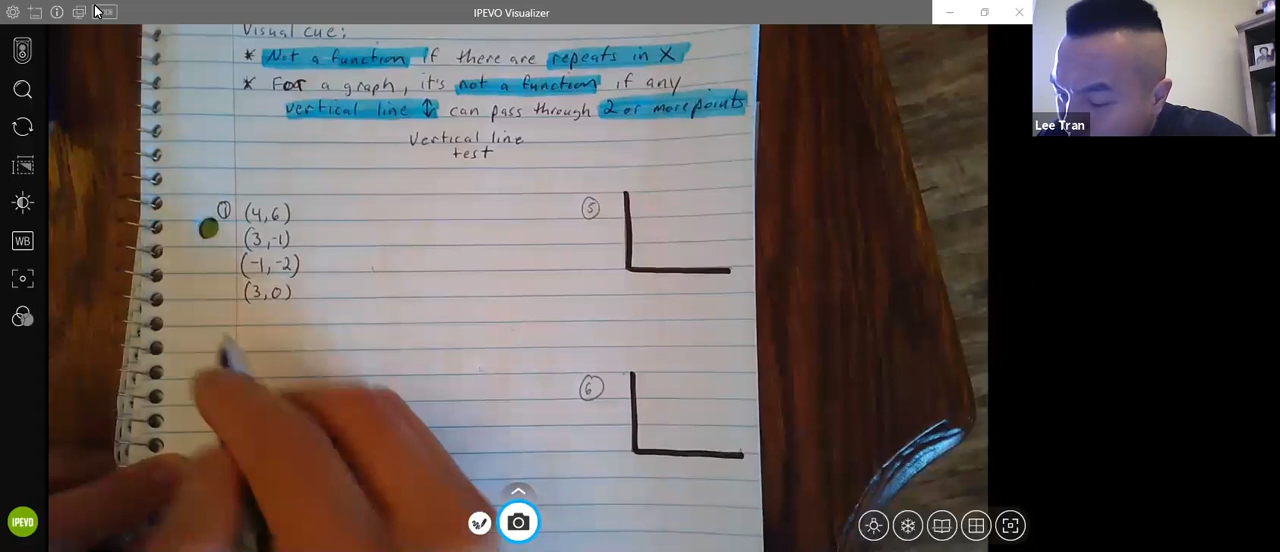 IPEVO Visualizer
Visual cue:
* Not a function if there are repeats in X
* For a graph, it's not a function if any
vertical line ↕ can pass through 2 or more points
vertical line
test
① (4,6)
(3,-1)
(-1,-2)
(3,0)
⑤
⑥
Lee Tran
WB
IPEVO